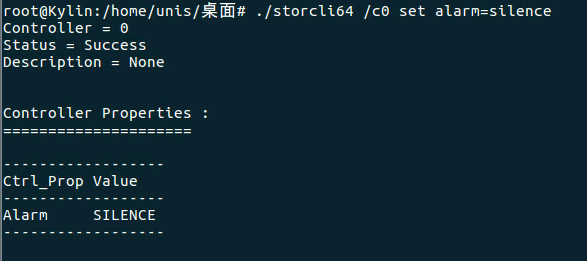 root@Kylin:/home/unis/桌面# ./storcli64 /c0 set alarm=silence
Controller = 0
Status = Success
Description = None
Controller Properties :
=====================
------------------
Ctrl_Prop Value
------------------
Alarm     SILENCE
------------------